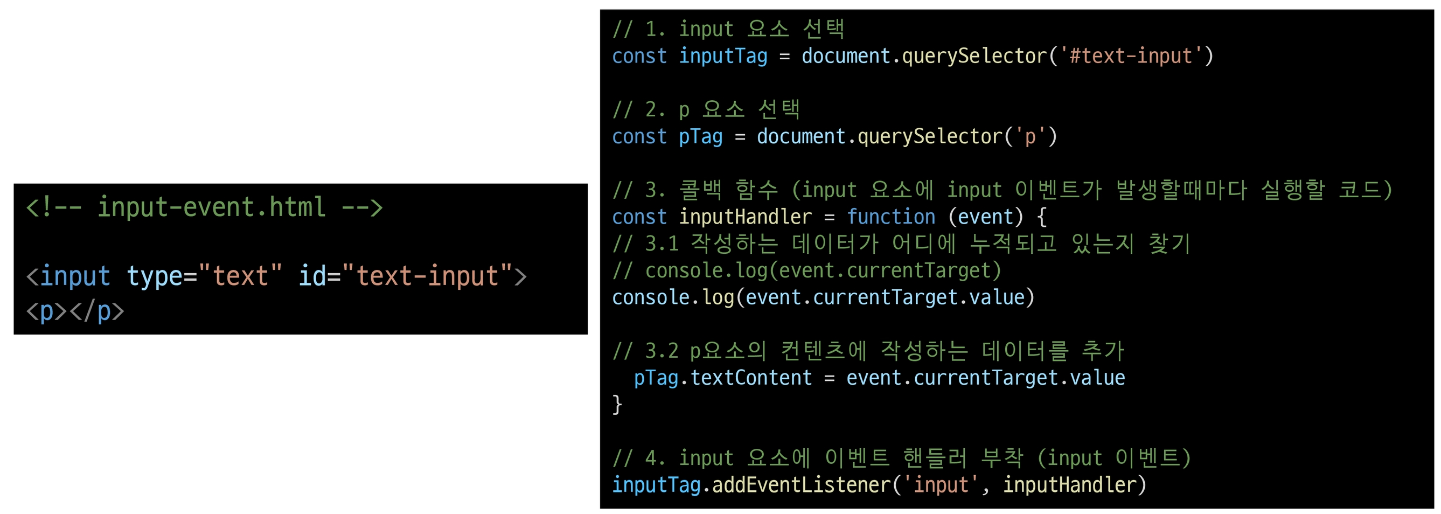 <!-- input-event.html -->
<input type="text" id="text-input">
<p></p>
// 1. input 요소 선택
const inputTag = document.querySelector('#text-input')
// 2. p 요소 선택
const pTag = document.querySelector('p')
// 3. 콜백 함수 (input 요소에 input 이벤트가 발생할때마다 실행할 코드)
const inputHandler = function (event) {
// 3.1 작성하는 데이터가 어디에 누적되고 있는지 찾기
// console.log(event.currentTarget)
console.log(event.currentTarget.value)
// 3.2 p요소의 컨텐츠에 작성하는 데이터를 추가
pTag.textContent = event.currentTarget.value
}
// 4. input 요소에 이벤트 핸들러 부착 (input 이벤트)
inputTag.addEventListener('input', inputHandler)